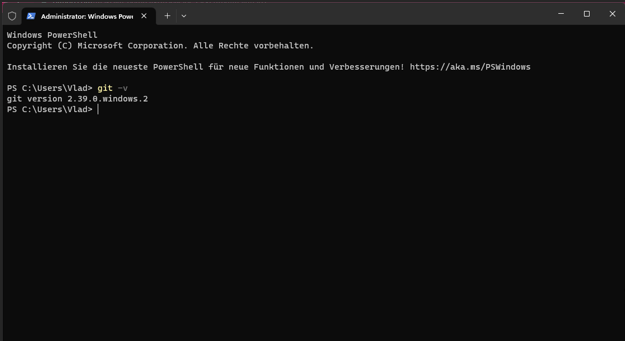 Administrator: Windows Pow
Windows PowerShell
Copyright (C) Microsoft Corporation. Alle Rechte vorbehalten.
Installieren Sie die neueste PowerShell für neue Funktionen und Verbesserungen! https://aka.ms/PSWindows
PS C:\Users\Vlad> git -v
git version 2.39.0.windows.2
PS C:\Users\Vlad>